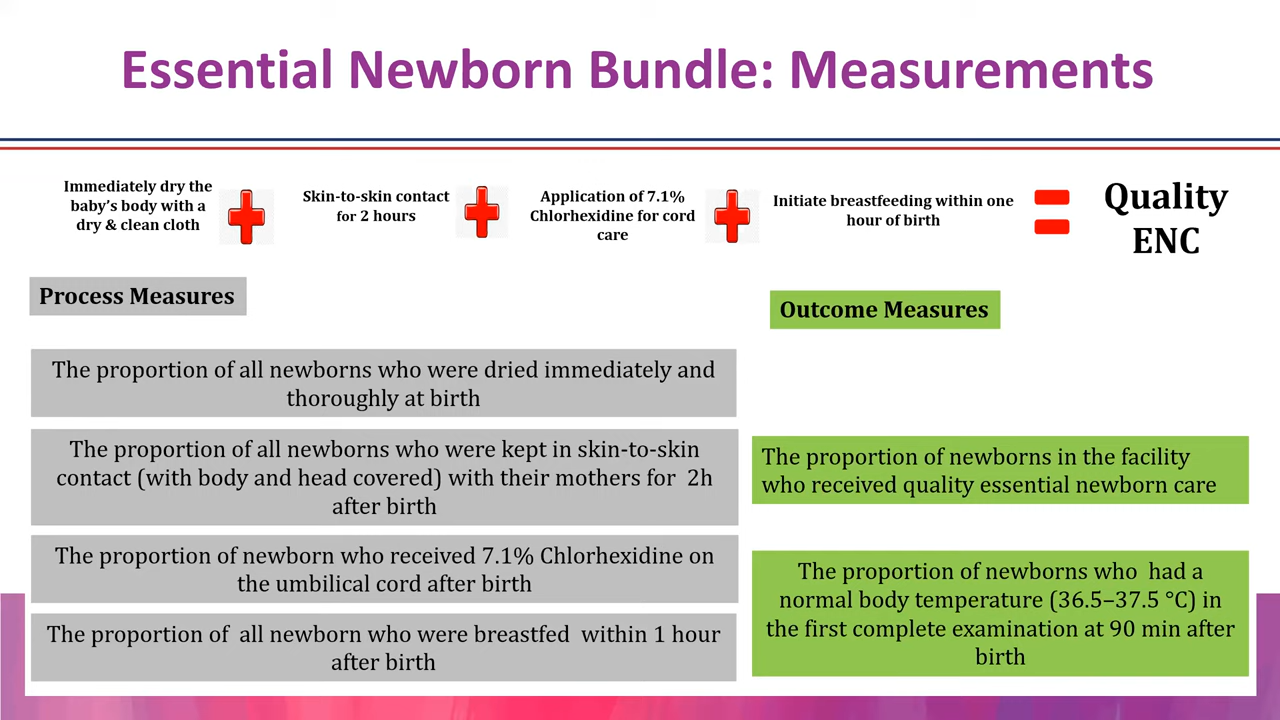 Essential Newborn Bundle: Measurements
Immediately dry the
baby's body with a
dry & clean cloth
Skin-to-skin contact
for 2 hours
Application of 7.1%
Chlorhexidine for cord
care
Initiate breastfeeding within one
hour of birth
Quality
ENC
Process Measures
The proportion of all newborns who were dried immediately and
thoroughly at birth
The proportion of all newborns who were kept in skin-to-skin
contact (with body and head covered) with their mothers for 2h
after birth
The proportion of newborn who received 7.1% Chlorhexidine on
the umbilical cord after birth
The proportion of all newborn who were breastfed within 1 hour
after birth
Outcome Measures
The proportion of newborns in the facility
who received quality essential newborn care
The proportion of newborns who had a
normal body temperature (36.5–37.5 °C) in
the first complete examination at 90 min after
birth